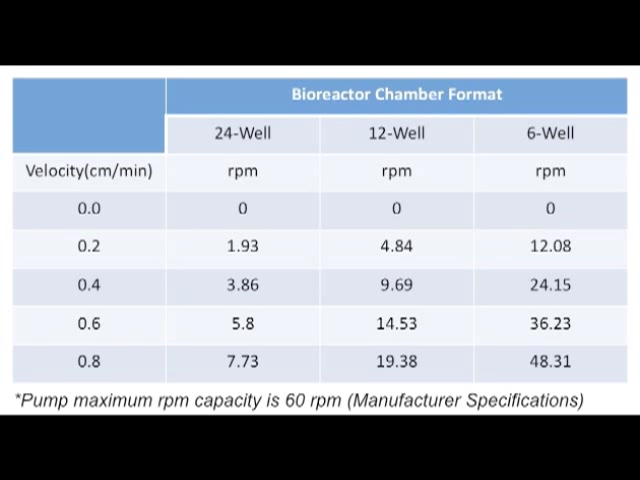 Bioreactor Chamber Format
24-Well 12-Well 6-Well
Velocity(cm/min) rpm rpm rpm
0.0 0 0 0
0.2 1.93 4.84 12.08
0.4 3.86 9.69 24.15
0.6 5.8 14.53 36.23
0.8 7.73 19.38 48.31
*Pump maximum rpm capacity is 60 rpm (Manufacturer Specifications)